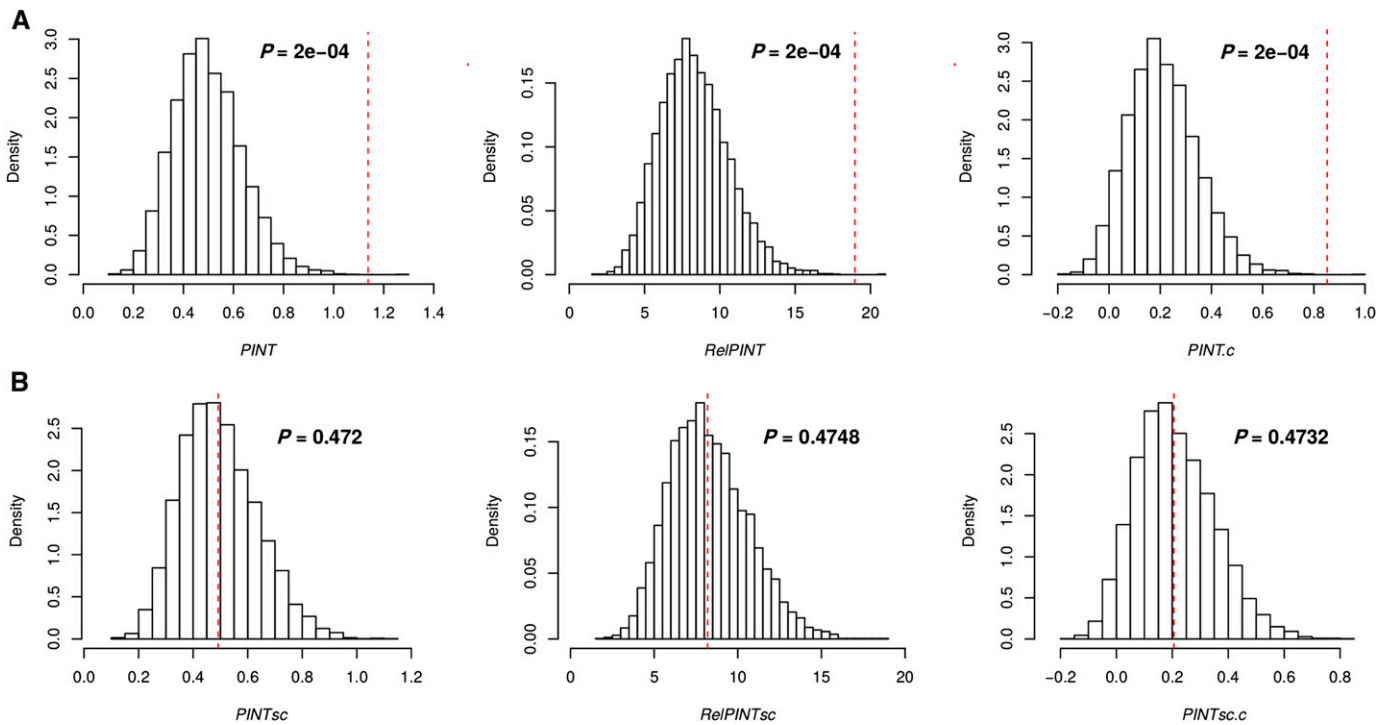 A
P = 2e−04
Density
0.0 0.5 1.0 1.5 2.0 2.5 3.0
0.0 0.2 0.4 0.6 0.8 1.0 1.2 1.4
PINT
P = 2e−04
Density
0.00 0.05 0.10 0.15
0 5 10 15 20
RelPINT
P = 2e−04
Density
0.0 0.5 1.0 1.5 2.0 2.5 3.0
−0.2 0.0 0.2 0.4 0.6 0.8 1.0
PINT.c
B
P = 0.472
Density
0.0 0.5 1.0 1.5 2.0 2.5
0.0 0.2 0.4 0.6 0.8 1.0 1.2
PINTsc
P = 0.4748
Density
0.00 0.05 0.10 0.15
0 5 10 15 20
RelPINTsc
P = 0.4732
Density
0.0 0.5 1.0 1.5 2.0 2.5
−0.2 0.0 0.2 0.4 0.6 0.8
PINTsc.c